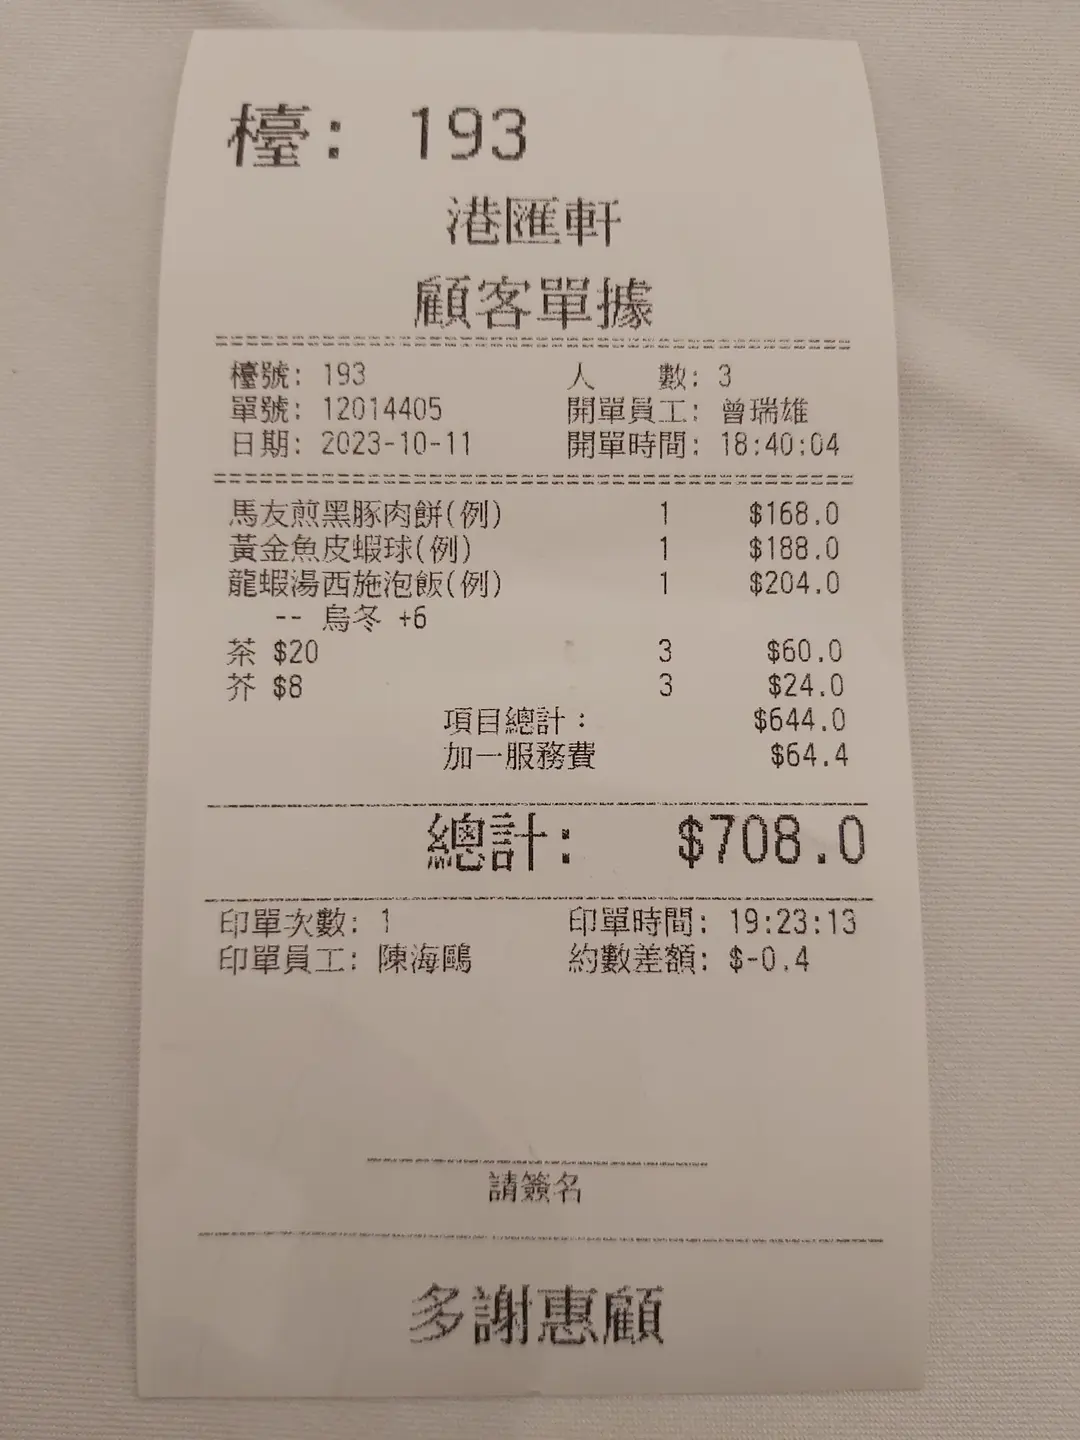 檯: 193
港匯軒
顧客單據
檯號: 193 人 數: 3
單號: 12014405 開單員工: 曾瑞雄
日期: 2023-10-11 開單時間: 18:40:04
馬友煎黑豚肉餅(例) 1 $168.0
黃金魚皮蝦球(例) 1 $188.0
龍蝦湯西施泡飯(例) 1 $204.0
-- 烏冬 +6
茶 $20 3 $60.0
芥 $8 3 $24.0
項目總計: $644.0
加一服務費 $64.4
總計: $708.0
印單次數: 1 印單時間: 19:23:13
印單員工: 陳海鷗 約數差額: $-0.4
請簽名
多謝惠顧